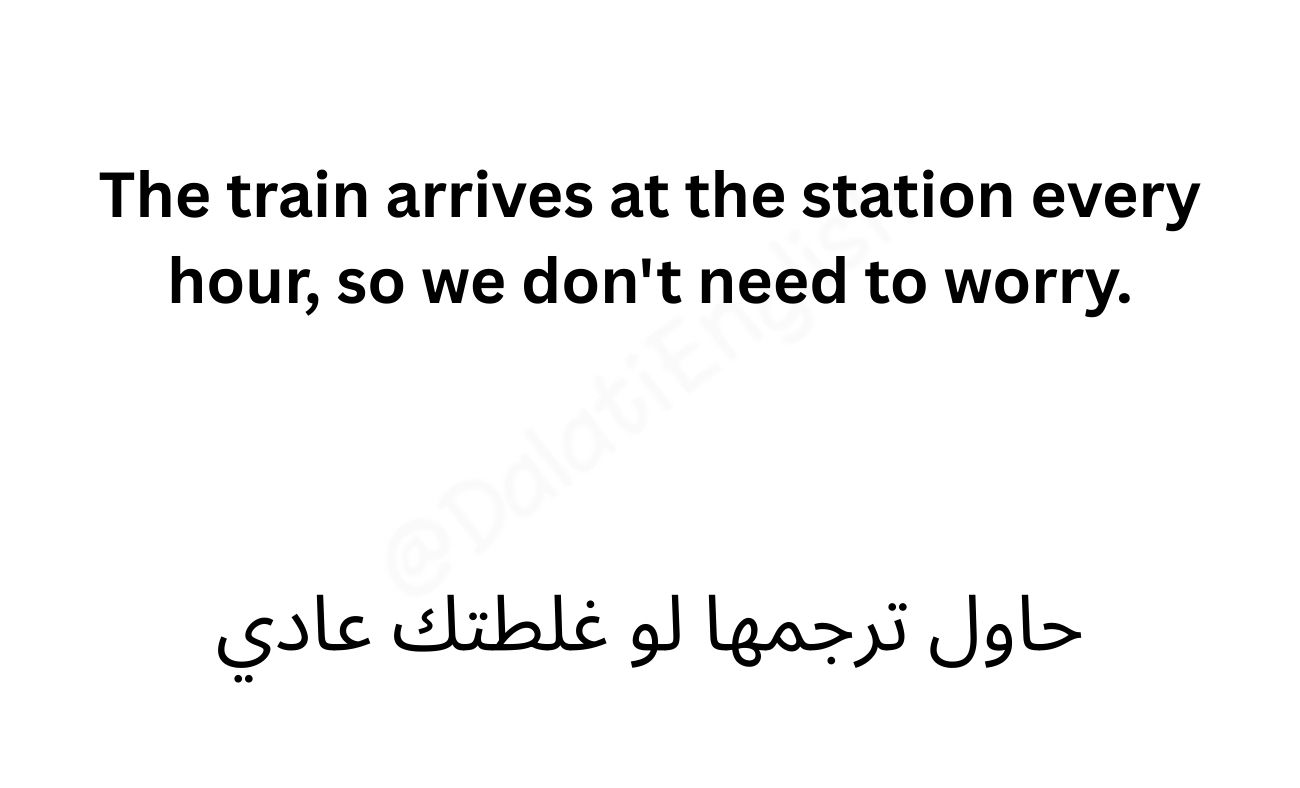 The train arrives at the station every
hour, so we don't need to worry.
@DalatiEnglish
حاول ترجمها لو غلطتك عادي